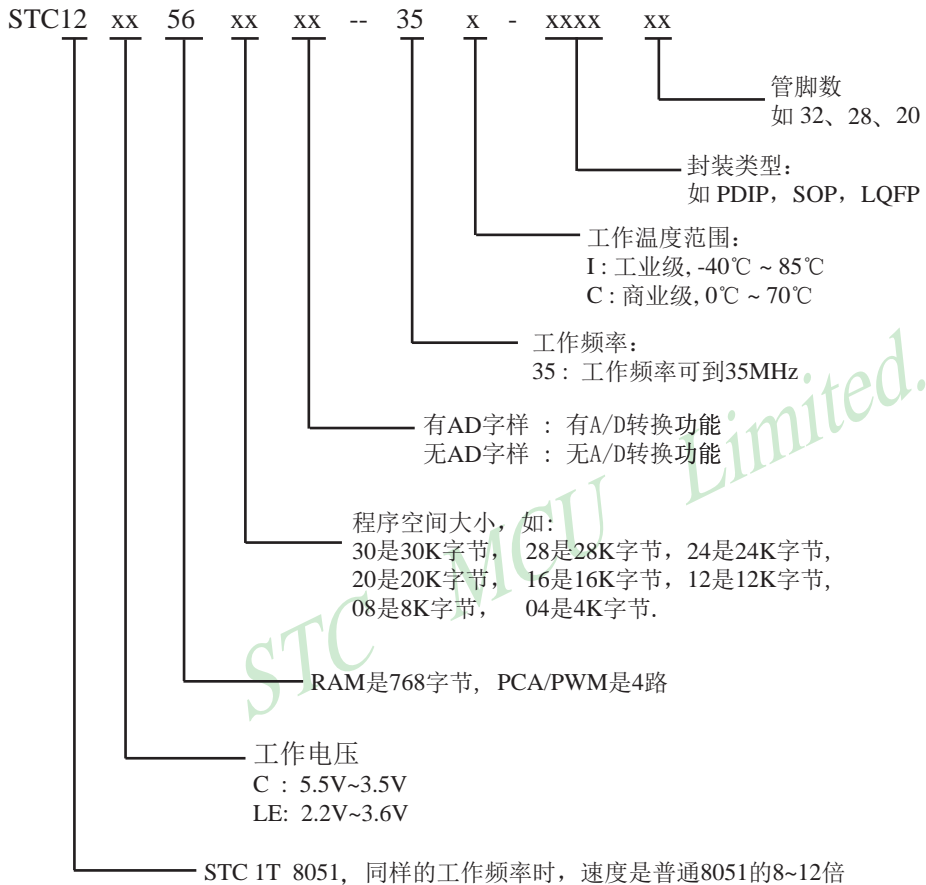 STC12 xx 56 xx xx -- 35 x - xxxx xx
管脚数
如 32、28、20
封装类型：
如 PDIP，SOP，LQFP
工作温度范围：
I : 工业级, -40℃ ~ 85℃
C : 商业级, 0℃ ~ 70℃
工作频率：
35 : 工作频率可到35MHz
有AD字样 : 有A/D转换功能
无AD字样 : 无A/D转换功能
程序空间大小，如:
30是30K字节， 28是28K字节，24是24K字节,
20是20K字节， 16是16K字节，12是12K字节,
08是8K字节， 04是4K字节.
RAM是768字节, PCA/PWM是4路
工作电压
C : 5.5V~3.5V
LE: 2.2V~3.6V
STC 1T 8051, 同样的工作频率时，速度是普通8051的8~12倍
STC MCU Limited.